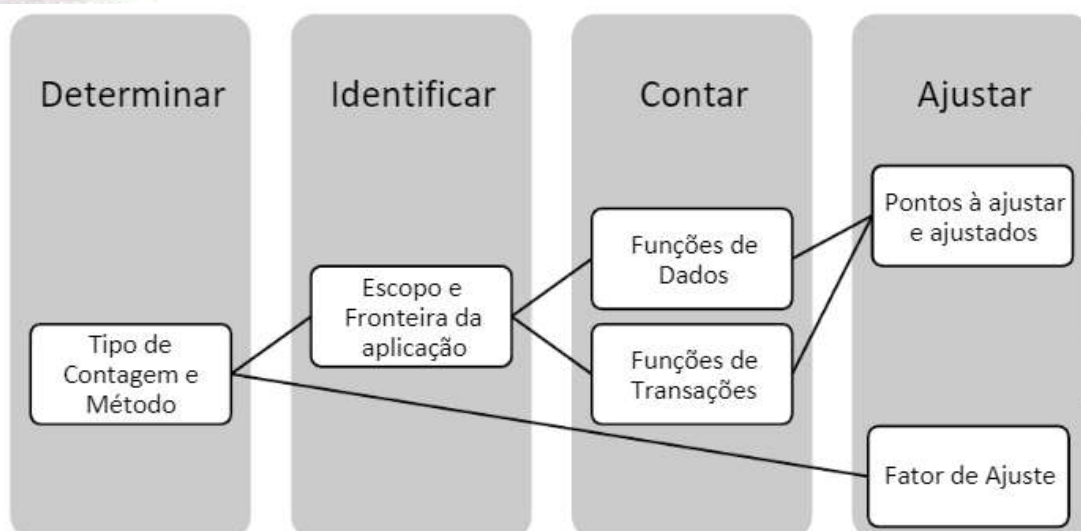 Determinar
Identificar
Contar
Ajustar
Tipo de
Contagem e
Método
Escopo e
Fronteira da
aplicação
Funções de
Dados
Funções de
Transações
Pontos à ajustar
e ajustados
Fator de Ajuste